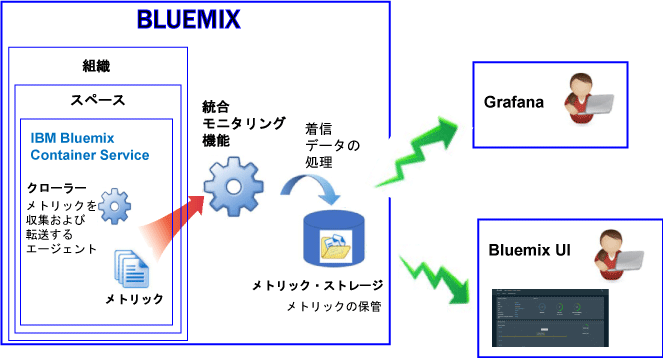 BLUEMIX
組織
スペース
IBM Bluemix
Container Service
クローラー
メトリックを
収集および
転送する
エージェント
メトリック
統合
モニタリング
機能
着信
データの
処理
メトリック・ストレージ
メトリックの保管
Grafana
Bluemix UI